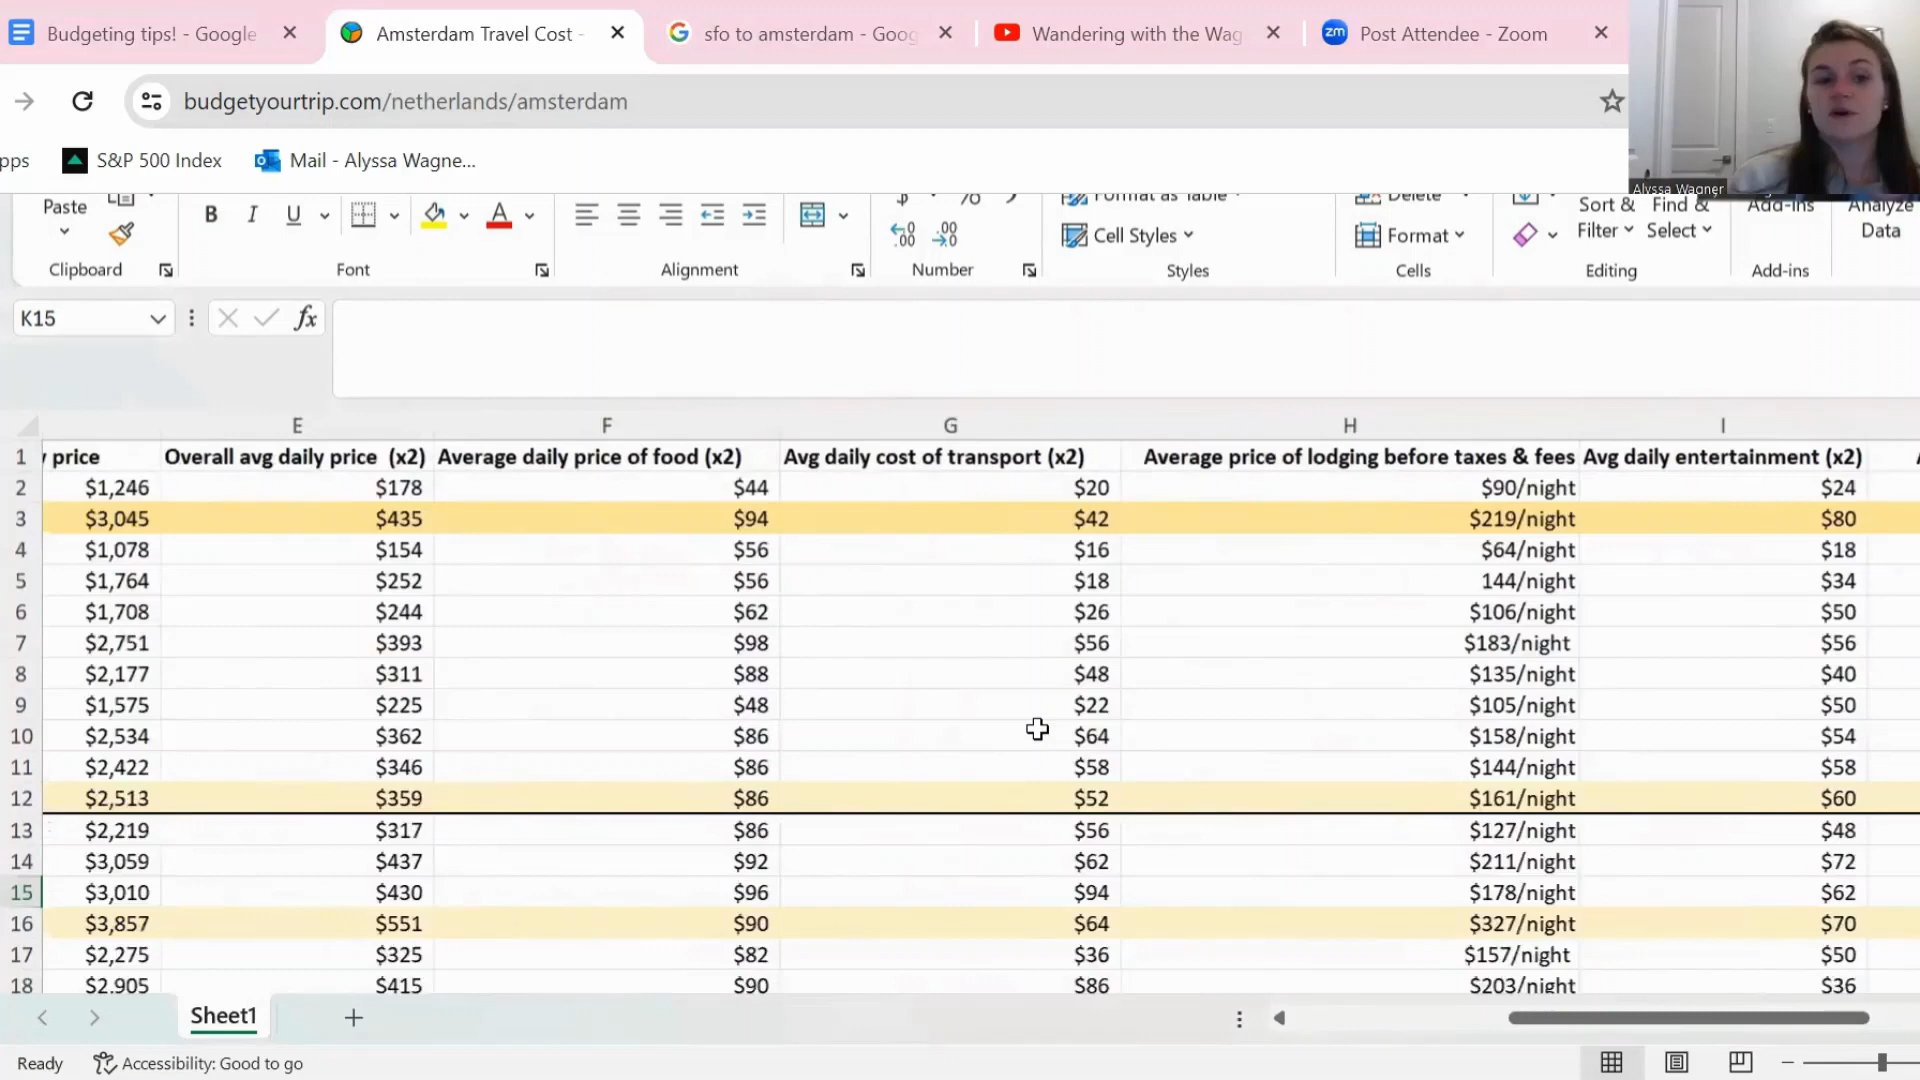 Budgeting tips! - Google
Amsterdam Travel Cost -
sfo to amsterdam - Goog
Wandering with the Wag
zm Post Attendee - Zoom
budgetyourtrip.com/netherlands/amsterdam
pps S&P 500 Index Mail - Alyssa Wagne...
Alyssa Wagner
Paste B I U A Format as Table Delete Sort & Find & Add-ins Analyze
Cell Styles Format Filter Select Data
Clipboard Font Alignment Number Styles Cells Editing Add-ins
K15 fx
E F G H I
1 price Overall avg daily price (x2) Average daily price of food (x2) Avg daily cost of transport (x2) Average price of lodging before taxes & fees Avg daily entertainment (x2)
2 $1,246 $178 $44 $20 $90/night $24
3 $3,045 $435 $94 $42 $219/night $80
4 $1,078 $154 $56 $16 $64/night $18
5 $1,764 $252 $56 $18 144/night $34
6 $1,708 $244 $62 $26 $106/night $50
7 $2,751 $393 $98 $56 $183/night $56
8 $2,177 $311 $88 $48 $135/night $40
9 $1,575 $225 $48 $22 $105/night $50
10 $2,534 $362 $86 $64 $158/night $54
11 $2,422 $346 $86 $58 $144/night $58
12 $2,513 $359 $86 $52 $161/night $60
13 $2,219 $317 $86 $56 $127/night $48
14 $3,059 $437 $92 $62 $211/night $72
15 $3,010 $430 $96 $94 $178/night $62
16 $3,857 $551 $90 $64 $327/night $70
17 $2,275 $325 $82 $36 $157/night $50
18 $2,905 $415 $90 $86 $203/night $36
Sheet1
Ready Accessibility: Good to go